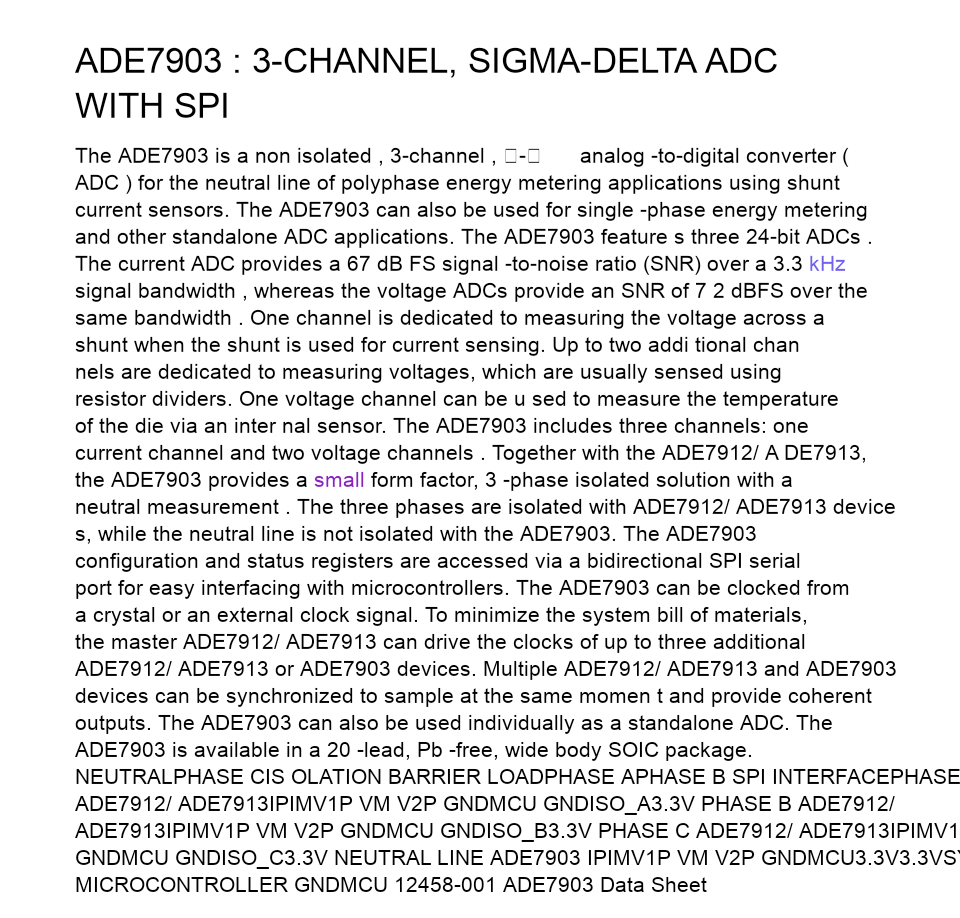 ADE7903 : 3-CHANNEL, SIGMA-DELTA ADC
WITH SPI
The ADE7903 is a non isolated , 3-channel , □-□ analog -to-digital converter (
ADC ) for the neutral line of polyphase energy metering applications using shunt
current sensors. The ADE7903 can also be used for single -phase energy metering
and other standalone ADC applications. The ADE7903 feature s three 24-bit ADCs .
The current ADC provides a 67 dB FS signal -to-noise ratio (SNR) over a 3.3 kHz
signal bandwidth , whereas the voltage ADCs provide an SNR of 7 2 dBFS over the
same bandwidth . One channel is dedicated to measuring the voltage across a
shunt when the shunt is used for current sensing. Up to two addi tional chan
nels are dedicated to measuring voltages, which are usually sensed using
resistor dividers. One voltage channel can be u sed to measure the temperature
of the die via an inter nal sensor. The ADE7903 includes three channels: one
current channel and two voltage channels . Together with the ADE7912/ A DE7913,
the ADE7903 provides a small form factor, 3 -phase isolated solution with a
neutral measurement . The three phases are isolated with ADE7912/ ADE7913 device
s, while the neutral line is not isolated with the ADE7903. The ADE7903
configuration and status registers are accessed via a bidirectional SPI serial
port for easy interfacing with microcontrollers. The ADE7903 can be clocked from
a crystal or an external clock signal. To minimize the system bill of materials,
the master ADE7912/ ADE7913 can drive the clocks of up to three additional
ADE7912/ ADE7913 or ADE7903 devices. Multiple ADE7912/ ADE7913 and ADE7903
devices can be synchronized to sample at the same momen t and provide coherent
outputs. The ADE7903 can also be used individually as a standalone ADC. The
ADE7903 is available in a 20 -lead, Pb -free, wide body SOIC package.
NEUTRALPHASE CIS OLATION BARRIER LOADPHASE APHASE B SPI INTERFACEPHASE
ADE7912/ ADE7913IPIMV1P VM V2P GNDMCU GNDISO_A3.3V PHASE B ADE7912/
ADE7913IPIMV1P VM V2P GNDMCU GNDISO_B3.3V PHASE C ADE7912/ ADE7913IPIMV1
GNDMCU GNDISO_C3.3V NEUTRAL LINE ADE7903 IPIMV1P VM V2P GNDMCU3.3V3.3VSY
MICROCONTROLLER GNDMCU 12458-001 ADE7903 Data Sheet